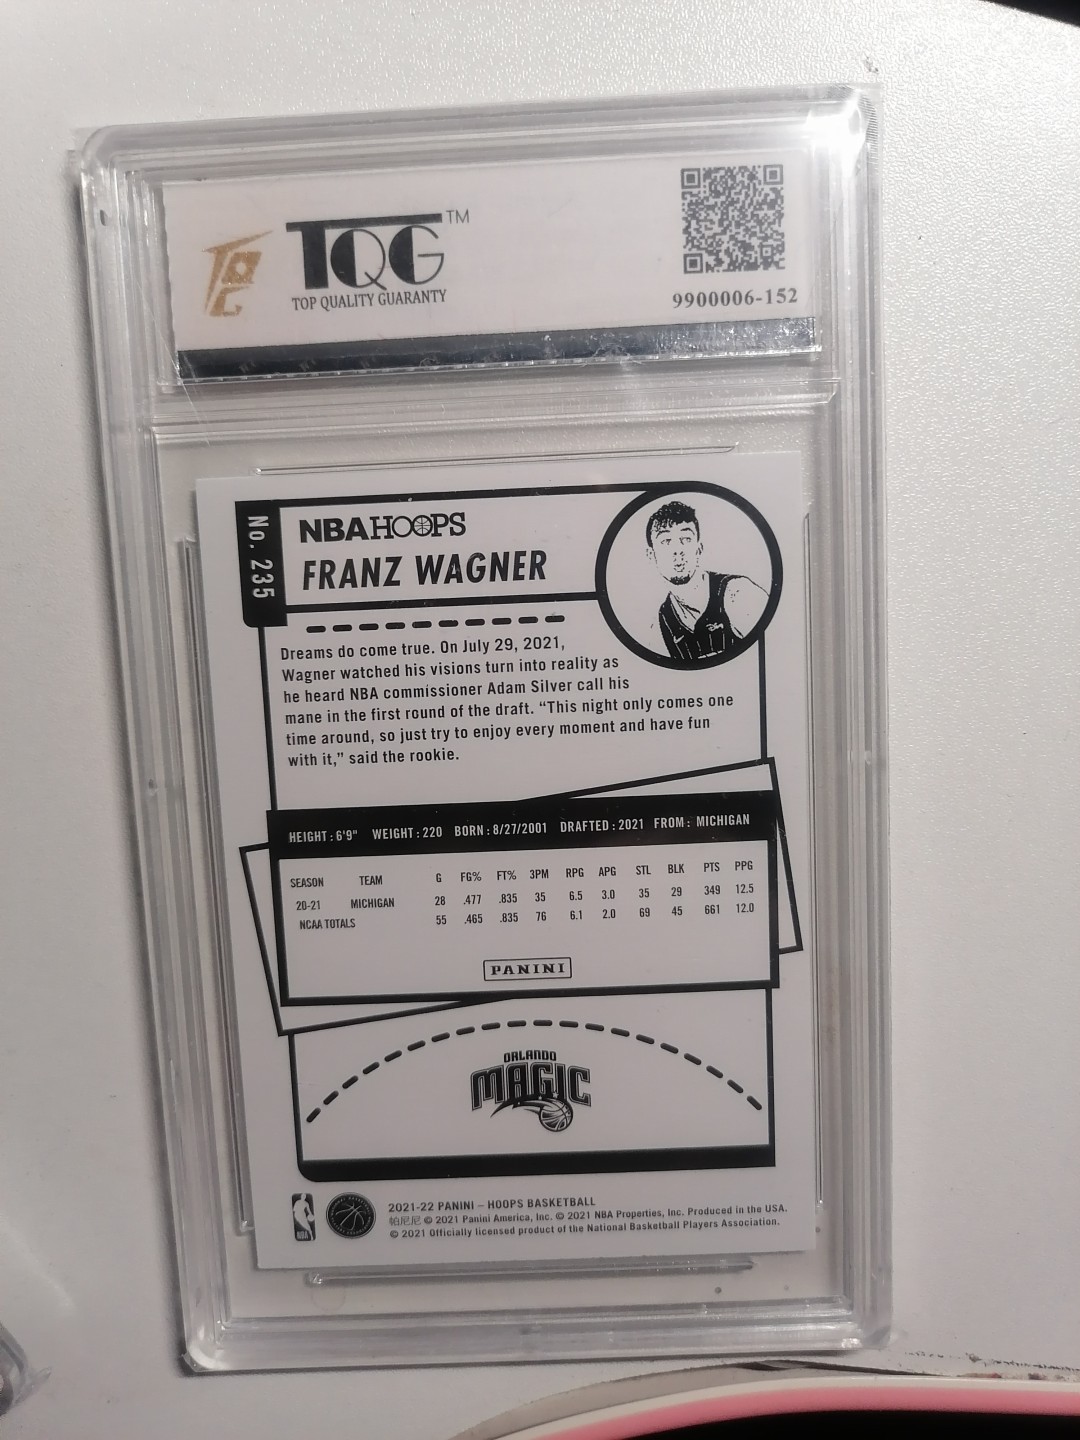 TQG™
TOP QUALITY GUARANTY
9900006-152
No. 235
NBA HOOPS
FRANZ WAGNER
Dreams do come true. On July 29, 2021,
Wagner watched his visions turn into reality as
he heard NBA commissioner Adam Silver call his
mane in the first round of the draft. “This night only comes one
time around, so just try to enjoy every moment and have fun
with it,” said the rookie.
HEIGHT: 6'9" WEIGHT: 220 BORN: 8/27/2001 DRAFTED: 2021 FROM: MICHIGAN
SEASON TEAM G FG% FT% 3PM RPG APG STL BLK PTS PPG
20-21 MICHIGAN 28 .477 .835 35 6.5 3.0 35 29 349 12.5
NCAA TOTALS 55 .465 .835 76 6.1 2.0 69 45 661 12.0
PANINI
ORLANDO
MAGIC
NBA
2021-22 PANINI – HOOPS BASKETBALL
帕尼尼 © 2021 Panini America, Inc. © 2021 NBA Properties, Inc. Produced in the USA.
© 2021 Officially licensed product of the National Basketball Players Association.